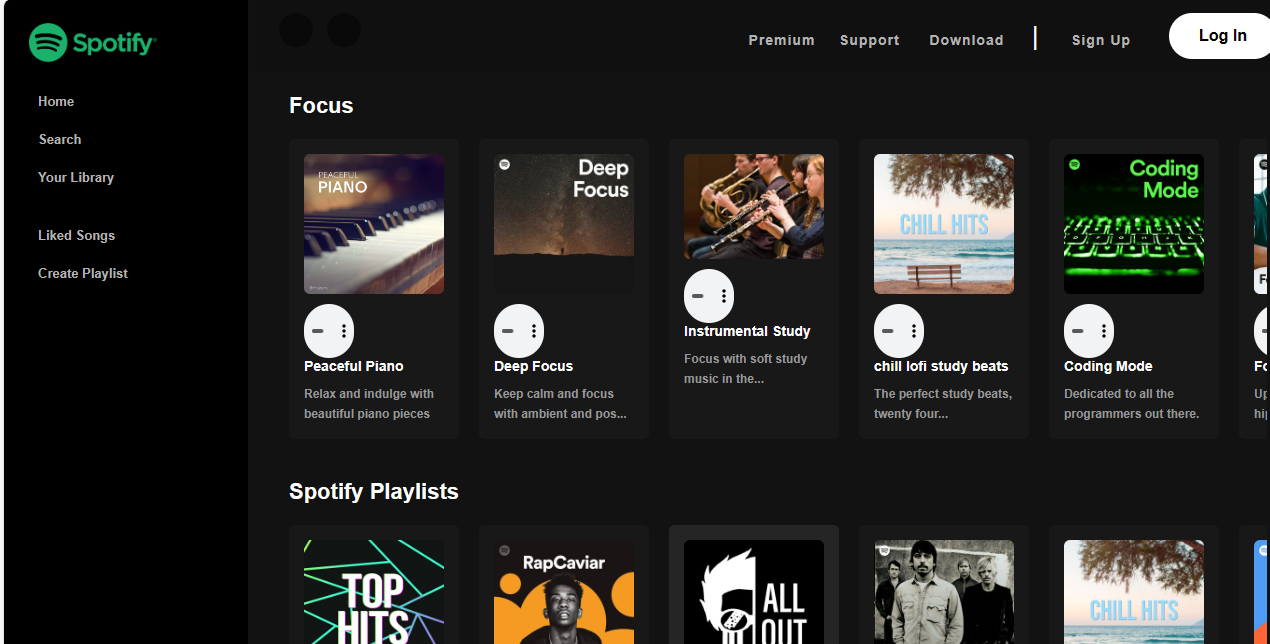 Spotify
Premium
Support
Download
Sign Up
Log In
Home
Search
Your Library
Liked Songs
Create Playlist
Focus
PEACEFUL
PIANO
Deep
Focus
CHILL HITS
Coding
Mode
Peaceful Piano
Relax and indulge with
beautiful piano pieces
Deep Focus
Keep calm and focus
with ambient and pos...
Instrumental Study
Focus with soft study
music in the...
chill lofi study beats
The perfect study beats,
twenty four...
Coding Mode
Dedicated to all the
programmers out there.
Spotify Playlists
TOP
HITS
RapCaviar
ALL
OUT
CHILL HITS